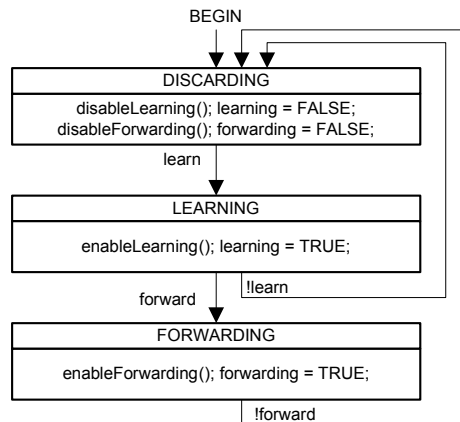 BEGIN
DISCARDING
disableLearning(); learning = FALSE;
disableForwarding(); forwarding = FALSE;
learn
LEARNING
enableLearning(); learning = TRUE;
!learn
forward
FORWARDING
enableForwarding(); forwarding = TRUE;
!forward